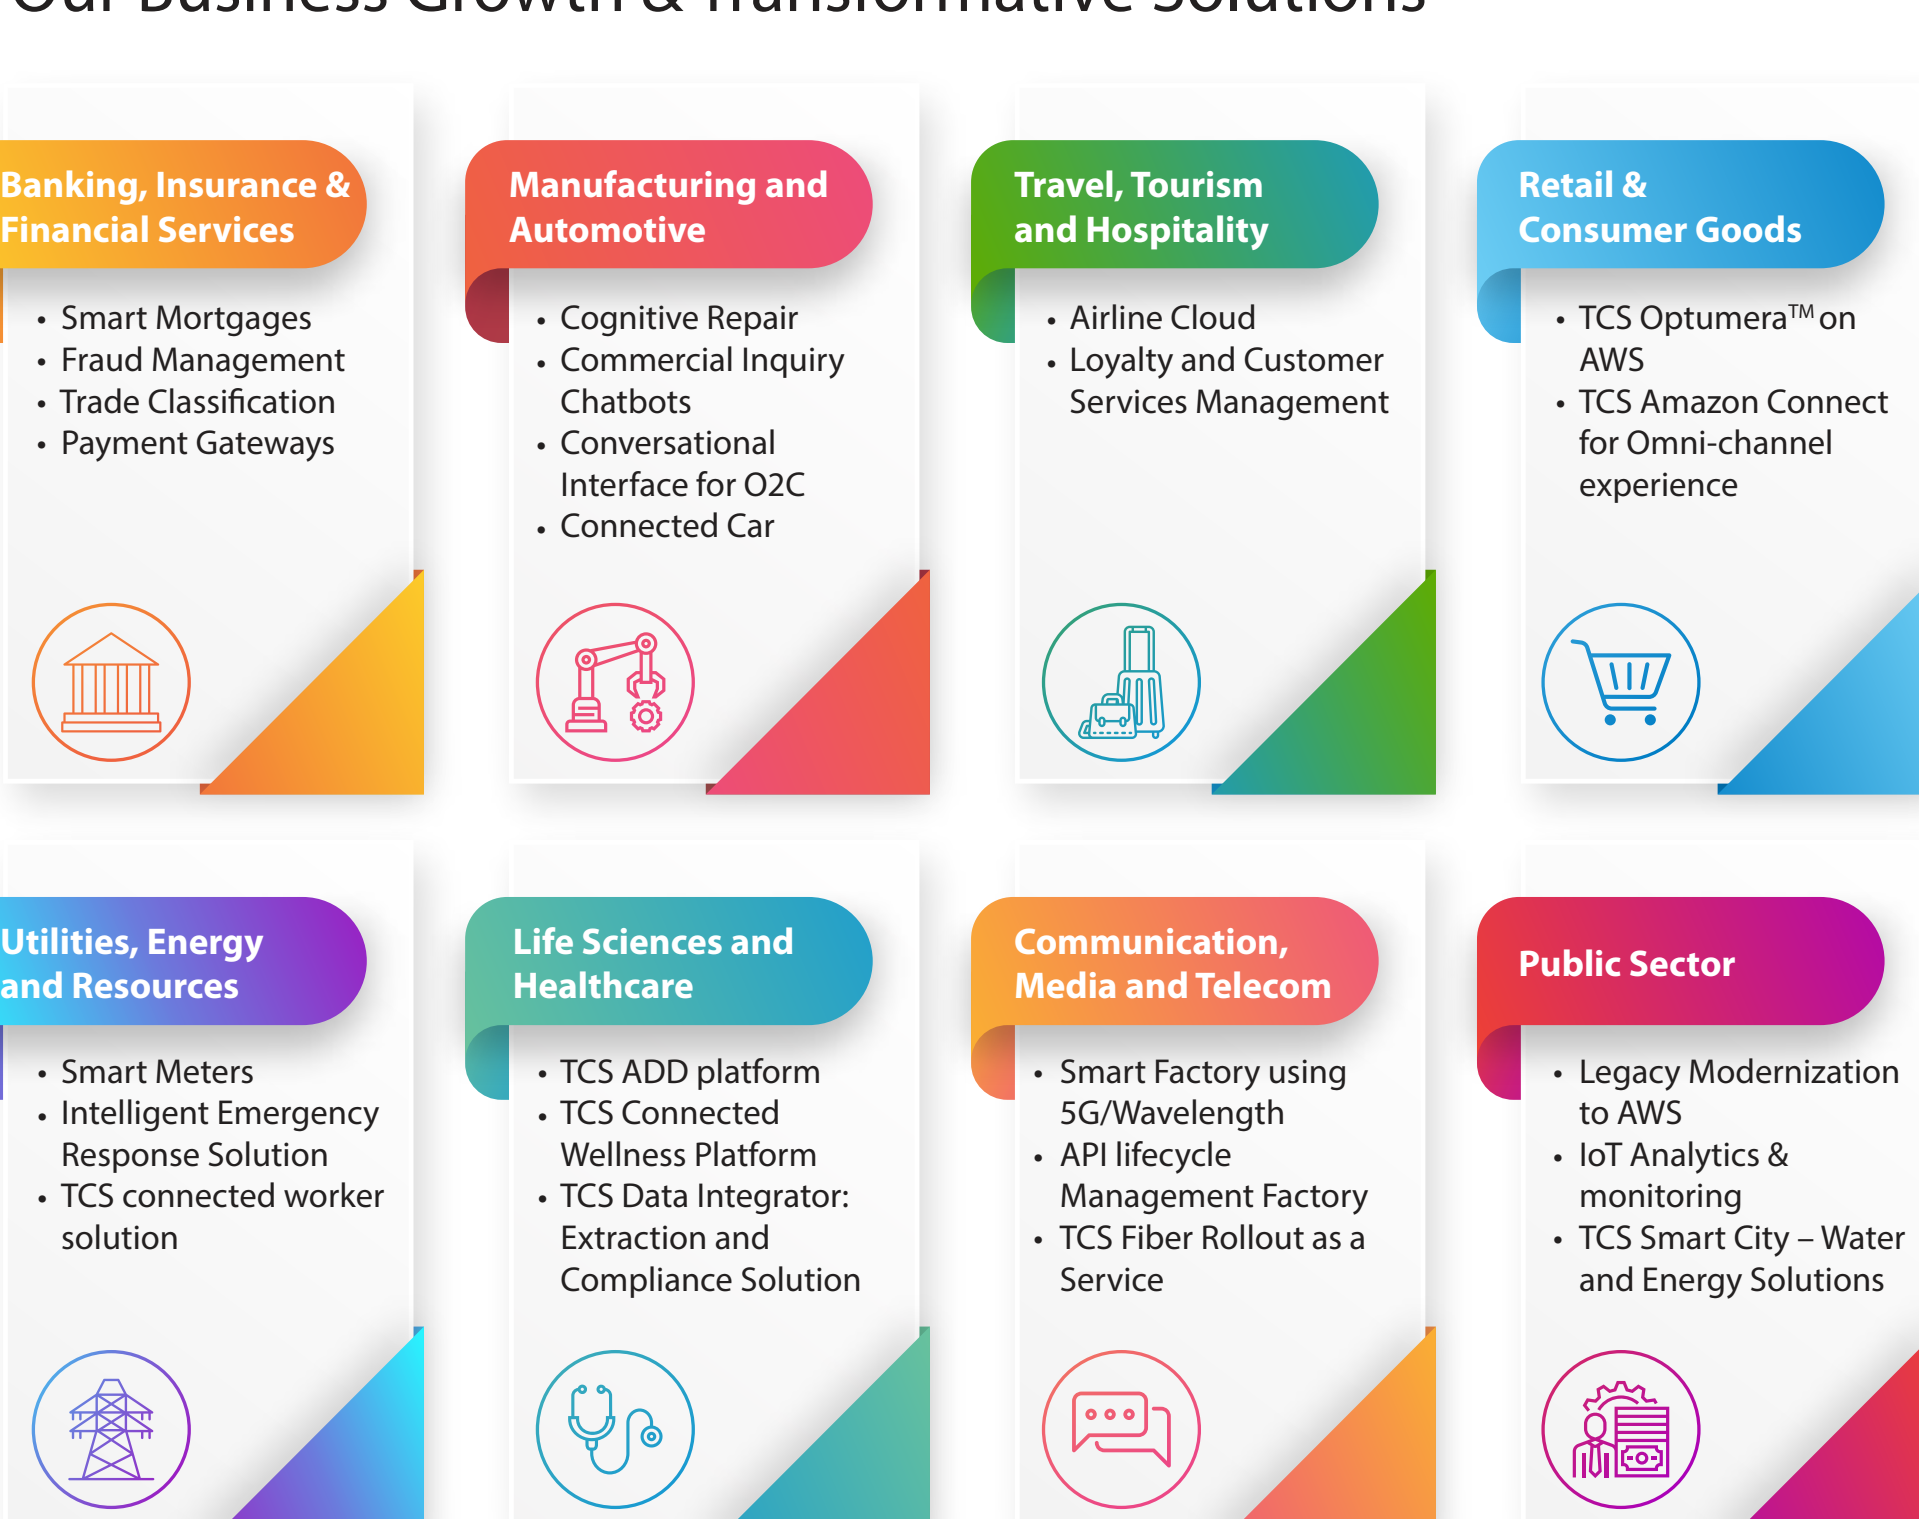 Our Business Growth & Transformative Solutions
Banking, Insurance &
Financial Services
• Smart Mortgages
• Fraud Management
• Trade Classification
• Payment Gateways
Manufacturing and
Automotive
• Cognitive Repair
• Commercial Inquiry
Chatbots
• Conversational
Interface for O2C
• Connected Car
Travel, Tourism
and Hospitality
• Airline Cloud
• Loyalty and Customer
Services Management
Retail &
Consumer Goods
• TCS Optumera™ on
AWS
• TCS Amazon Connect
for Omni-channel
experience
Utilities, Energy
and Resources
• Smart Meters
• Intelligent Emergency
Response Solution
• TCS connected worker
solution
Life Sciences and
Healthcare
• TCS ADD platform
• TCS Connected
Wellness Platform
• TCS Data Integrator:
Extraction and
Compliance Solution
Communication,
Media and Telecom
• Smart Factory using
5G/Wavelength
• API lifecycle
Management Factory
• TCS Fiber Rollout as a
Service
Public Sector
• Legacy Modernization
to AWS
• IoT Analytics &
monitoring
• TCS Smart City – Water
and Energy Solutions